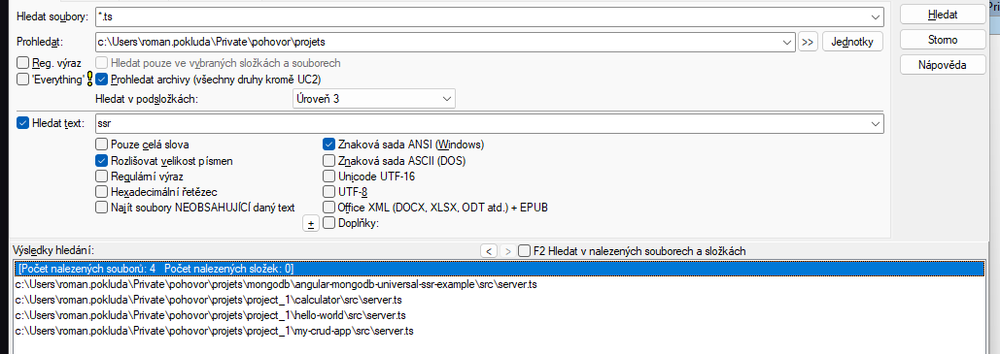 Hledat soubory: *.ts Hledat
Prohledat: c:\Users\roman.pokluda\Private\pohovor\projets >> Jednotky Storno
Reg. výraz Hledat pouze ve vybraných složkách a souborech Nápověda
'Everything' Prohledat archivy (všechny druhy kromě UC2)
Hledat v podsložkách: Úroveň 3
Hledat text: ssr
Pouze celá slova Znaková sada ANSI (Windows)
Rozlišovat velikost písmen Znaková sada ASCII (DOS)
Regulární výraz Unicode UTF-16
Hexadecimální řetězec UTF-8
Najít soubory NEOBSAHUJÍCÍ daný text Office XML (DOCX, XLSX, ODT atd.) + EPUB
+ Doplňky:
Výsledky hledání: < > F2 Hledat v nalezených souborech a složkách
[Počet nalezených souborů: 4 Počet nalezených složek: 0]
c:\Users\roman.pokluda\Private\pohovor\projets\mongodb\angular-mongodb-universal-ssr-example\src\server.ts
c:\Users\roman.pokluda\Private\pohovor\projets\project_1\calculator\src\server.ts
c:\Users\roman.pokluda\Private\pohovor\projets\project_1\hello-world\src\server.ts
c:\Users\roman.pokluda\Private\pohovor\projets\project_1\my-crud-app\src\server.ts